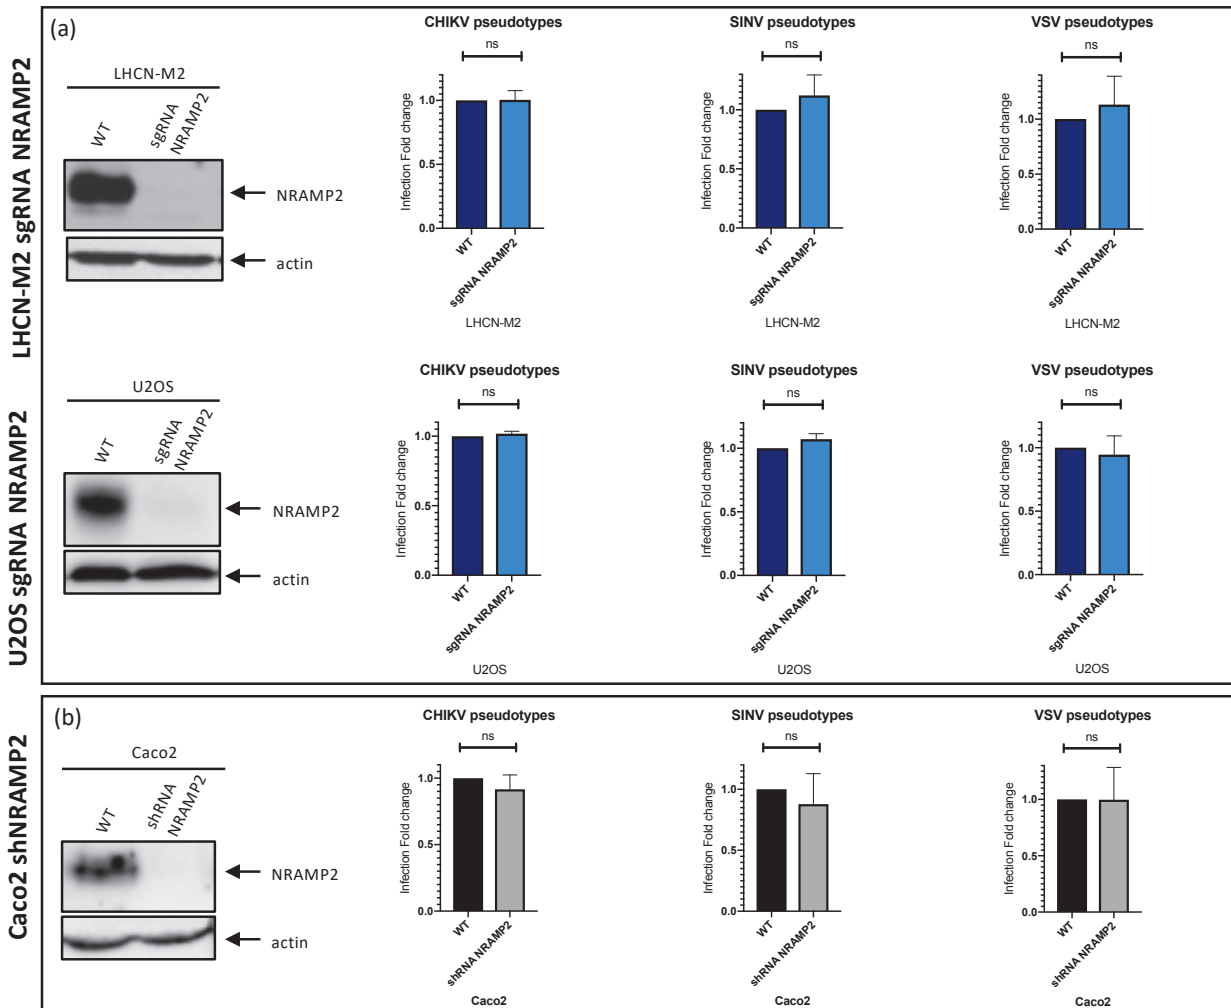 LHCN-M2 sgRNA NRAMP2
(a)
LHCN-M2
WT
sgRNA
NRAMP2
NRAMP2
actin
CHIKV pseudotypes
ns
Infection Fold change
1.0
0.5
0.0
WT
sgRNA NRAMP2
LHCN-M2
SINV pseudotypes
ns
Infection Fold change
1.0
0.5
0.0
WT
sgRNA NRAMP2
LHCN-M2
VSV pseudotypes
ns
Infection Fold change
1.0
0.5
0.0
WT
sgRNA NRAMP2
LHCN-M2
U2OS sgRNA NRAMP2
U2OS
WT
sgRNA
NRAMP2
NRAMP2
actin
CHIKV pseudotypes
ns
Infection Fold change
1.0
0.5
0.0
WT
sgRNA NRAMP2
U2OS
SINV pseudotypes
ns
Infection Fold change
1.0
0.5
0.0
WT
sgRNA NRAMP2
U2OS
VSV pseudotypes
ns
Infection Fold change
1.0
0.5
0.0
WT
sgRNA NRAMP2
U2OS
Caco2 shNRAMP2
(b)
Caco2
WT
shRNA
NRAMP2
NRAMP2
actin
CHIKV pseudotypes
ns
Infection Fold change
1.0
0.5
0.0
WT
shRNA NRAMP2
Caco2
SINV pseudotypes
ns
Infection Fold change
1.0
0.5
0.0
WT
shRNA NRAMP2
Caco2
VSV pseudotypes
ns
Infection Fold change
1.0
0.5
0.0
WT
shRNA NRAMP2
Caco2